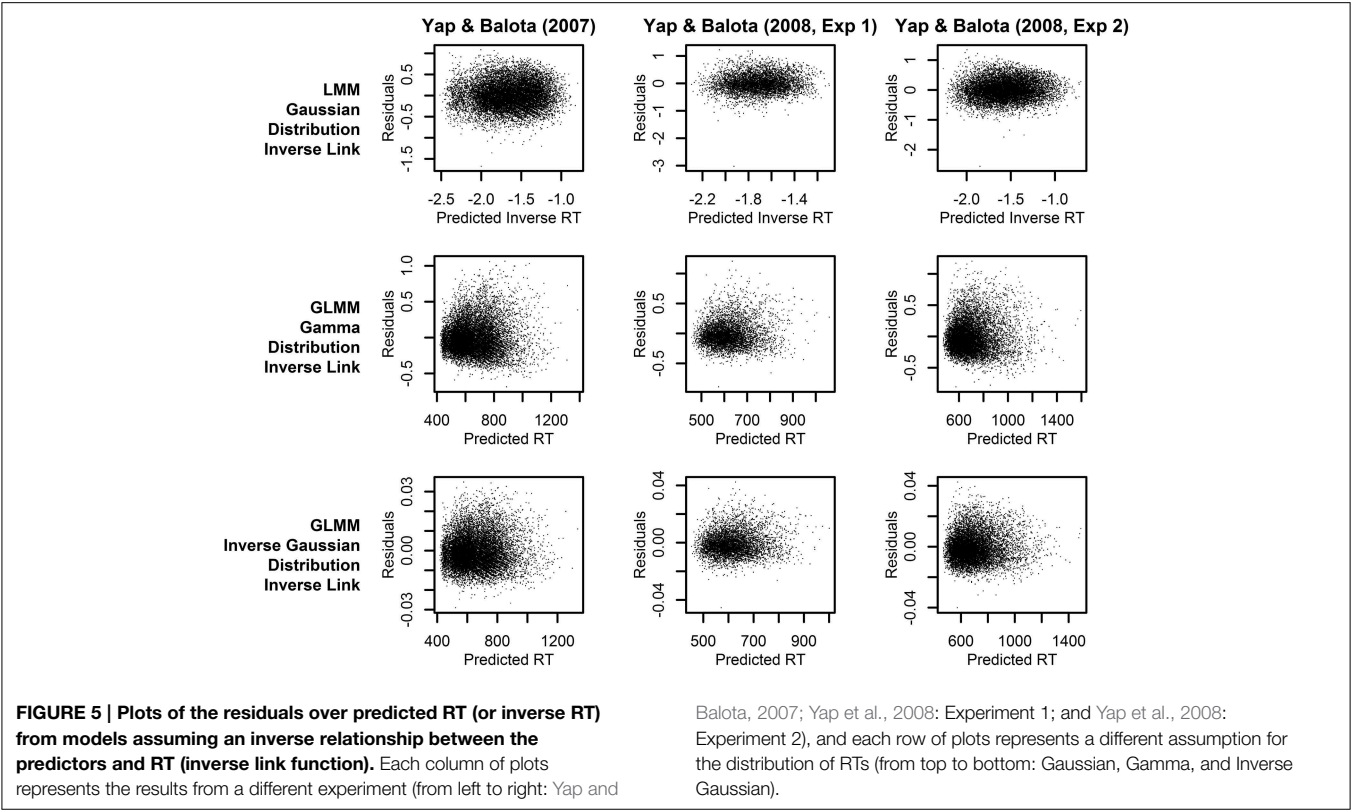 Yap & Balota (2007) Yap & Balota (2008, Exp 1) Yap & Balota (2008, Exp 2)
LMM
Gaussian
Distribution
Inverse Link
Residuals
0.5
-0.5
-1.5
-2.5 -2.0 -1.5 -1.0
Predicted Inverse RT
Residuals
1
0
-1
-2
-3
-2.2 -1.8 -1.4
Predicted Inverse RT
Residuals
1
0
-1
-2
-2.0 -1.5 -1.0
Predicted Inverse RT
GLMM
Gamma
Distribution
Inverse Link
Residuals
1.0
0.5
-0.5
400 800 1200
Predicted RT
Residuals
0.5
-0.5
500 700 900
Predicted RT
Residuals
0.5
-0.5
600 1000 1400
Predicted RT
GLMM
Inverse Gaussian
Distribution
Inverse Link
Residuals
0.03
0.00
-0.03
400 800 1200
Predicted RT
Residuals
0.04
0.00
-0.04
500 700 900
Predicted RT
Residuals
0.04
0.00
-0.04
600 1000 1400
Predicted RT
FIGURE 5 | Plots of the residuals over predicted RT (or inverse RT)
from models assuming an inverse relationship between the
predictors and RT (inverse link function). Each column of plots
represents the results from a different experiment (from left to right: Yap and
Balota, 2007; Yap et al., 2008: Experiment 1; and Yap et al., 2008:
Experiment 2), and each row of plots represents a different assumption for
the distribution of RTs (from top to bottom: Gaussian, Gamma, and Inverse
Gaussian).